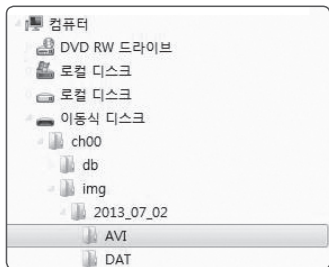 컴퓨터
DVD RW 드라이브
로컬 디스크
로컬 디스크
이동식 디스크
ch00
db
img
2013_07_02
AVI
DAT